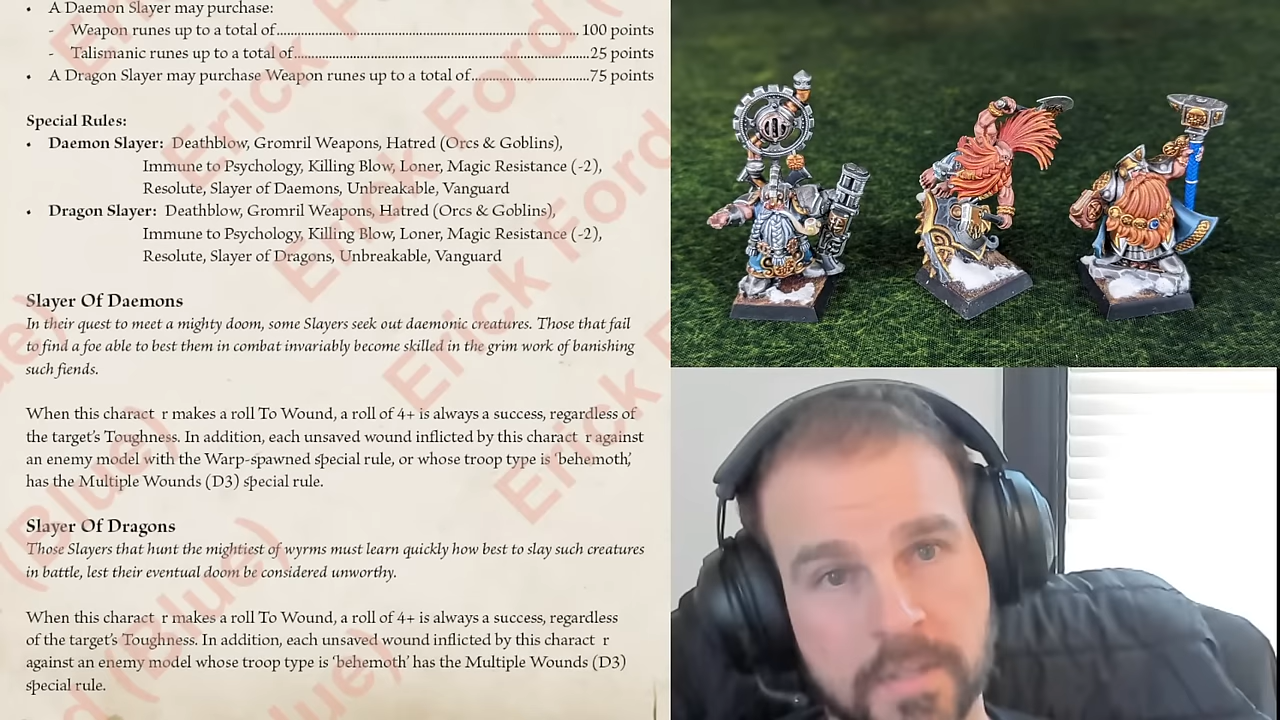 • A Daemon Slayer may purchase:
- Weapon runes up to a total of.......................................................................... 100 points
- Talismanic runes up to a total of..................................................................25 points
• A Dragon Slayer may purchase Weapon runes up to a total of..........................75 points
Special Rules:
• Daemon Slayer: Deathblow, Gromril Weapons, Hatred (Orcs & Goblins),
Immune to Psychology, Killing Blow, Loner, Magic Resistance (-2),
Resolute, Slayer of Daemons, Unbreakable, Vanguard
• Dragon Slayer: Deathblow, Gromril Weapons, Hatred (Orcs & Goblins),
Immune to Psychology, Killing Blow, Loner, Magic Resistance (-2),
Resolute, Slayer of Dragons, Unbreakable, Vanguard
Slayer Of Daemons
In their quest to meet a mighty doom, some Slayers seek out daemonic creatures. Those that fail
to find a foe able to best them in combat invariably become skilled in the grim work of banishing
such fiends.
When this charact r makes a roll To Wound, a roll of 4+ is always a success, regardless of
the target's Toughness. In addition, each unsaved wound inflicted by this charact r against
an enemy model with the Warp-spawned special rule, or whose troop type is 'behemoth',
has the Multiple Wounds (D3) special rule.
Slayer Of Dragons
Those Slayers that hunt the mightiest of wyrms must learn quickly how best to slay such creatures
in battle, lest their eventual doom be considered unworthy.
When this charact r makes a roll To Wound, a roll of 4+ is always a success, regardless
of the target's Toughness. In addition, each unsaved wound inflicted by this charact r
against an enemy model whose troop type is 'behemoth' has the Multiple Wounds (D3)
special rule.
Erick Ford (Blue)